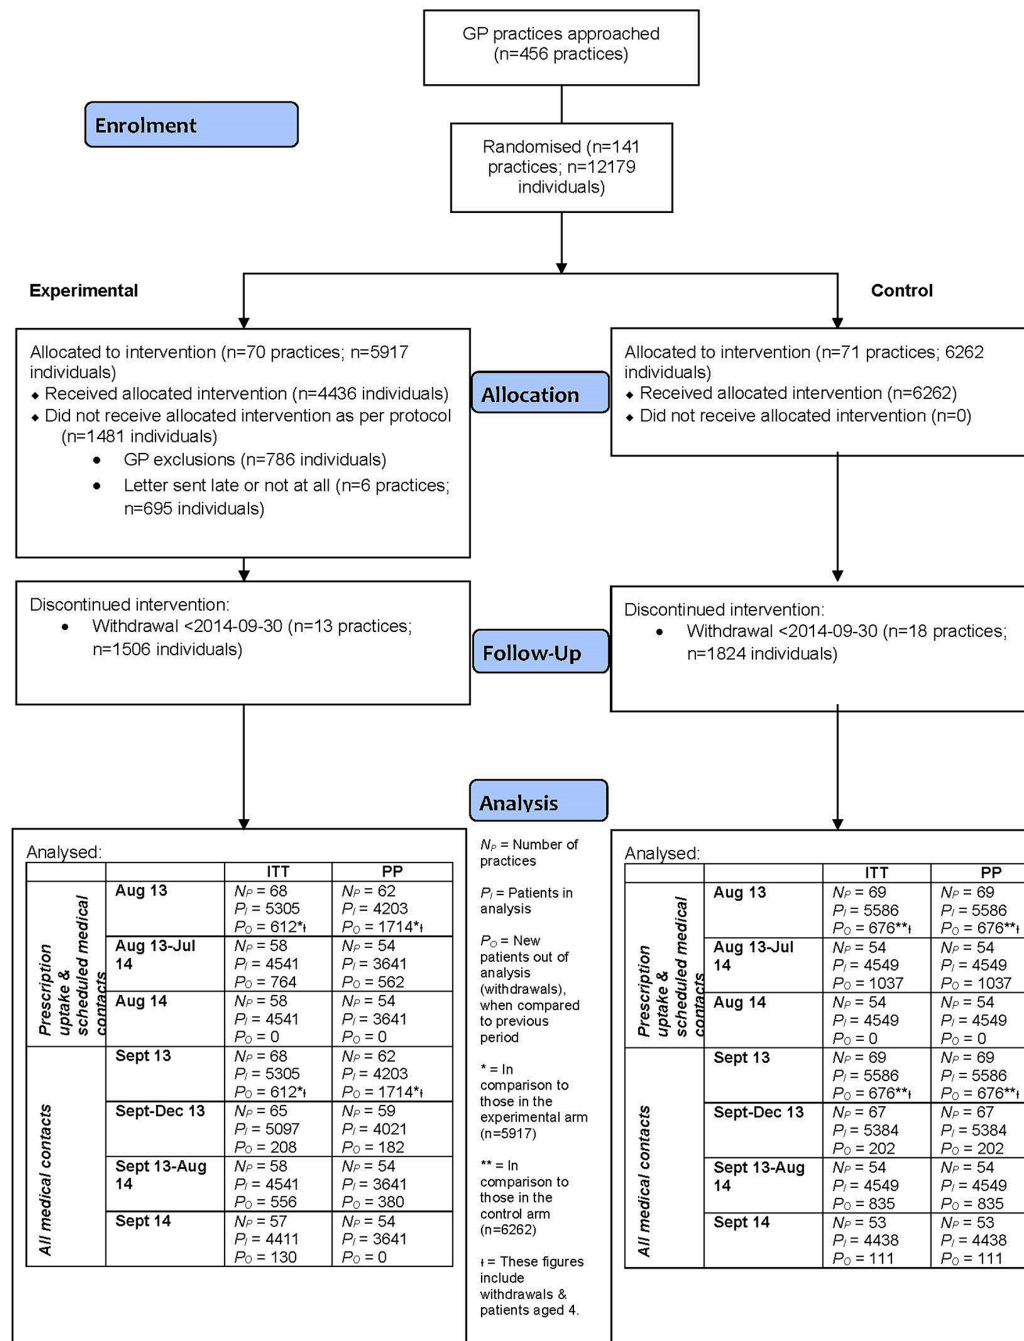 GP practices approached
(n=456 practices)
Enrolment
Randomised (n=141
practices; n=12179
individuals)
Experimental
Control
Allocated to intervention (n=70 practices; n=5917
individuals)
⬥ Received allocated intervention (n=4436 individuals)
⬥ Did not receive allocated intervention as per protocol
(n=1481 individuals)
• GP exclusions (n=786 individuals)
• Letter sent late or not at all (n=6 practices;
n=695 individuals)
Allocation
Allocated to intervention (n=71 practices; 6262
individuals)
⬥ Received allocated intervention (n=6262)
⬥ Did not receive allocated intervention (n=0)
Discontinued intervention:
• Withdrawal <2014-09-30 (n=13 practices;
n=1506 individuals)
Follow-Up
Discontinued intervention:
• Withdrawal <2014-09-30 (n=18 practices;
n=1824 individuals)
Analysis
Analysed:
ITT PP
Prescription
uptake &
scheduled medical
contacts
Aug 13 NP = 68 NP = 62
PI = 5305 PI = 4203
PO = 612*ƚ PO = 1714*ƚ
Aug 13-Jul NP = 58 NP = 54
14 PI = 4541 PI = 3641
PO = 764 PO = 562
Aug 14 NP = 58 NP = 54
PI = 4541 PI = 3641
PO = 0 PO = 0
All medical contacts
Sept 13 NP = 68 NP = 62
PI = 5305 PI = 4203
PO = 612*ƚ PO = 1714*ƚ
Sept-Dec 13 NP = 65 NP = 59
PI = 5097 PI = 4021
PO = 208 PO = 182
Sept 13-Aug NP = 58 NP = 54
14 PI = 4541 PI = 3641
PO = 556 PO = 380
Sept 14 NP = 57 NP = 54
PI = 4411 PI = 3641
PO = 130 PO = 0
NP = Number of
practices
PI = Patients in
analysis
PO = New
patients out of
analysis
(withdrawals),
when compared
to previous
period
* = In
comparison to
those in the
experimental arm
(n=5917)
** = In
comparison to
those in the
control arm
(n=6262)
ƚ = These figures
include
withdrawals &
patients aged 4.
Analysed:
ITT PP
Prescription
uptake &
scheduled medical
contacts
Aug 13 NP = 69 NP = 69
PI = 5586 PI = 5586
PO = 676**ƚ PO = 676**ƚ
Aug 13-Jul NP = 54 NP = 54
14 PI = 4549 PI = 4549
PO = 1037 PO = 1037
Aug 14 NP = 54 NP = 54
PI = 4549 PI = 4549
PO = 0 PO = 0
All medical contacts
Sept 13 NP = 69 NP = 69
PI = 5586 PI = 5586
PO = 676**ƚ PO = 676**ƚ
Sept-Dec 13 NP = 67 NP = 67
PI = 5384 PI = 5384
PO = 202 PO = 202
Sept 13-Aug NP = 54 NP = 54
14 PI = 4549 PI = 4549
PO = 835 PO = 835
Sept 14 NP = 53 NP = 53
PI = 4438 PI = 4438
PO = 111 PO = 111